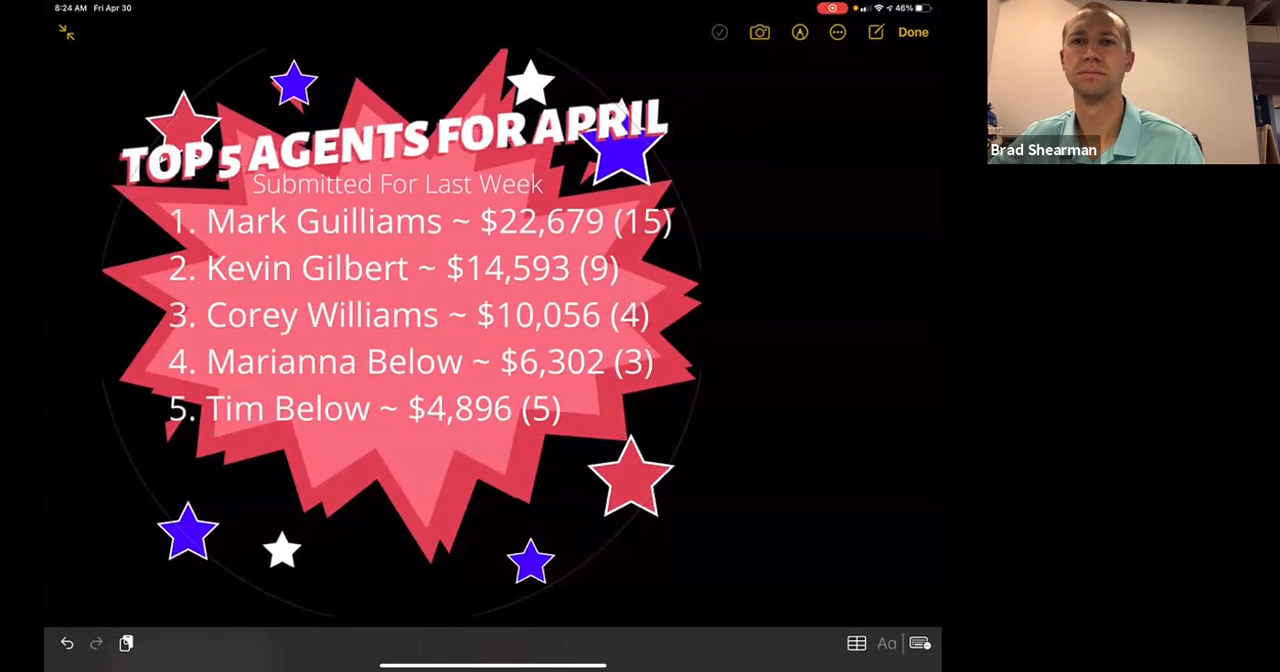 8:24 AM Fri Apr 30
46%
Done
TOP 5 AGENTS FOR APRIL
Submitted For Last Week
1. Mark Guilliams ~ $22,679 (15)
2. Kevin Gilbert ~ $14,593 (9)
3. Corey Williams ~ $10,056 (4)
4. Marianna Below ~ $6,302 (3)
5. Tim Below ~ $4,896 (5)
Brad Shearman
Aa